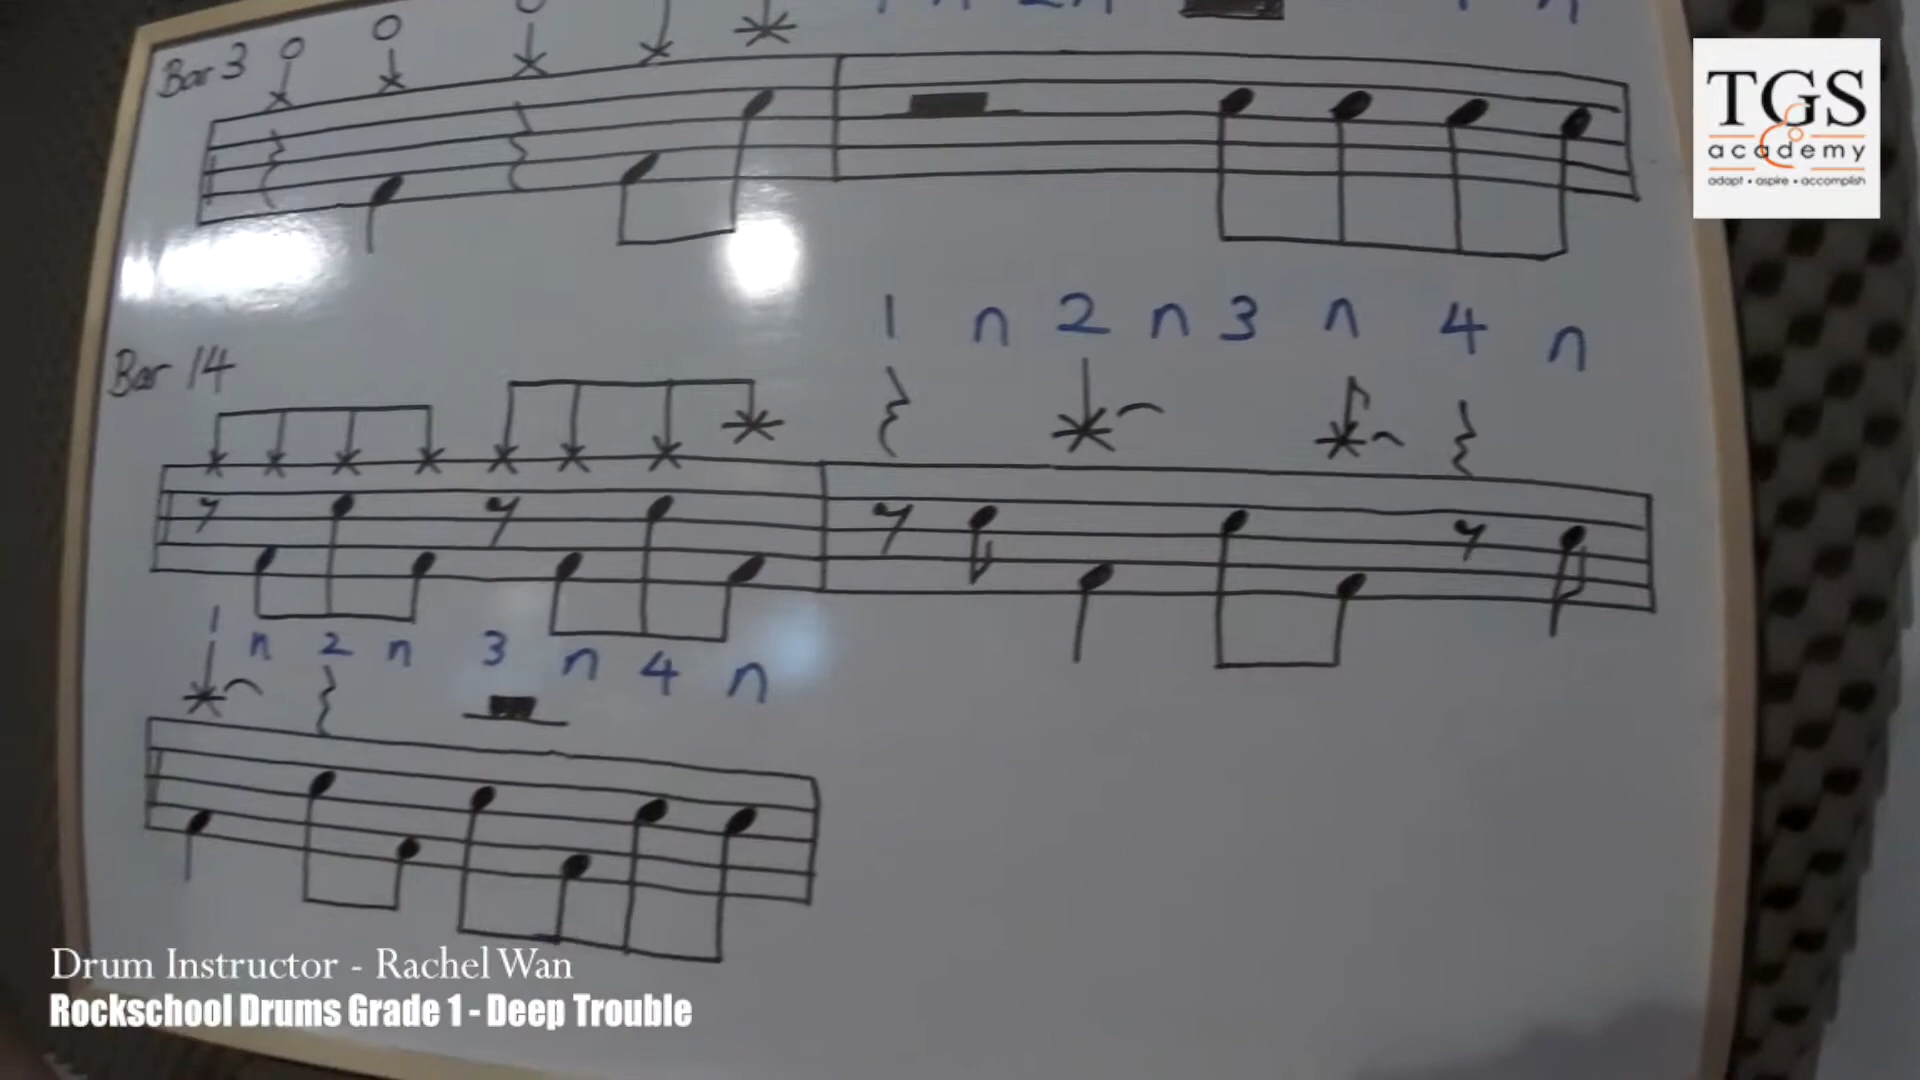 Bar 3
TGS
& academy
adapt • aspire • accomplish
1 n 2 n 3 n 4 n
Bar 14
1 n 2 n 3 n 4 n
Drum Instructor - Rachel Wan
Rockschool Drums Grade 1 - Deep Trouble